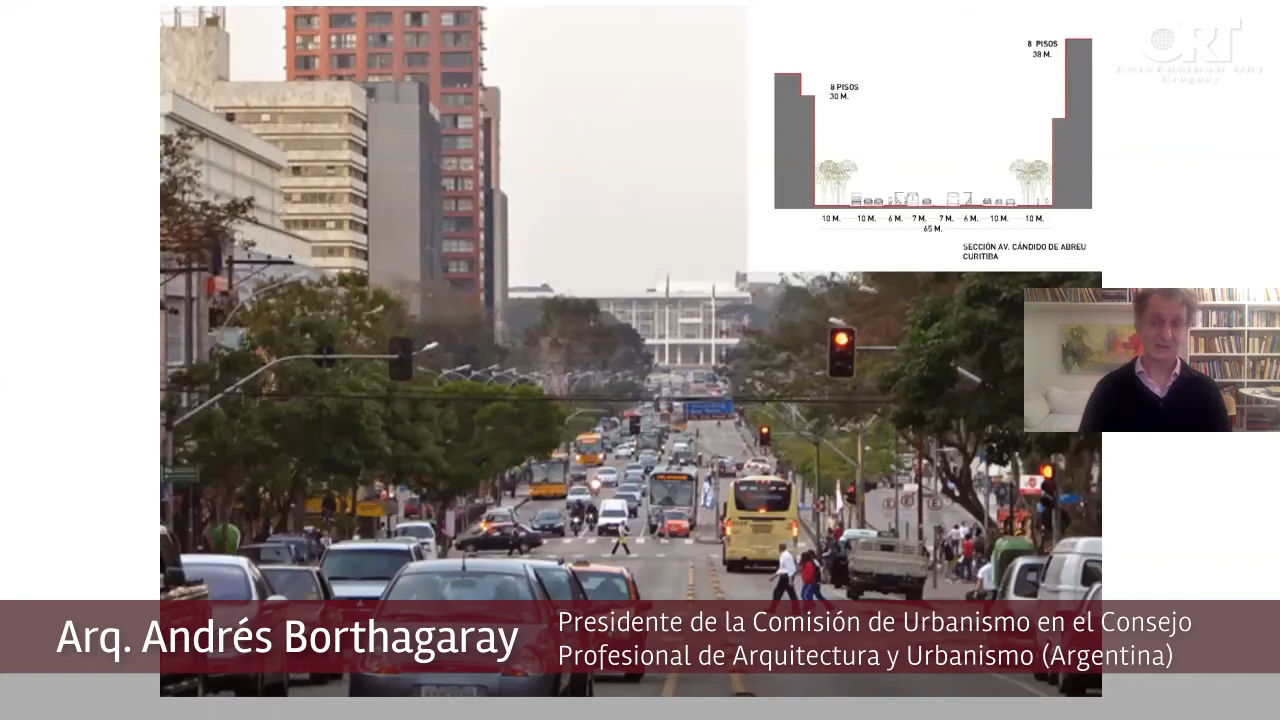 8 PISOS
38 M.
ORT
UNIVERSIDAD ORT
Uruguay
8 PISOS
30 M.
10 M. 10 M. 6 M. 7 M. 7 M. 6 M. 10 M. 10 M.
65 M.
SECCIÓN AV. CÁNDIDO DE ABREU
CURITIBA
Arq. Andrés Borthagaray
Presidente de la Comisión de Urbanismo en el Consejo
Profesional de Arquitectura y Urbanismo (Argentina)